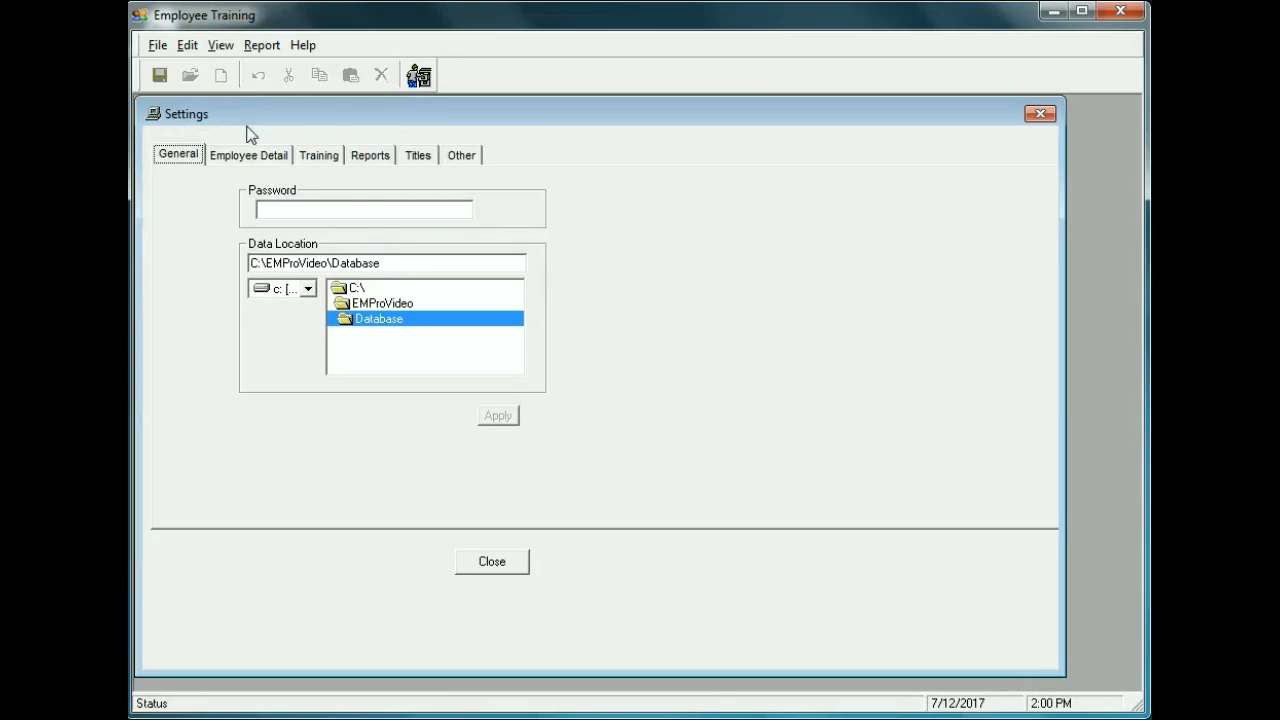 Employee Training
File Edit View Report Help
Settings
General Employee Detail Training Reports Titles Other
Password
Data Location
C:\EMProVideo\Database
c: [... C:\
EMProVideo
Database
Apply
Close
Status 7/12/2017 2:00 PM